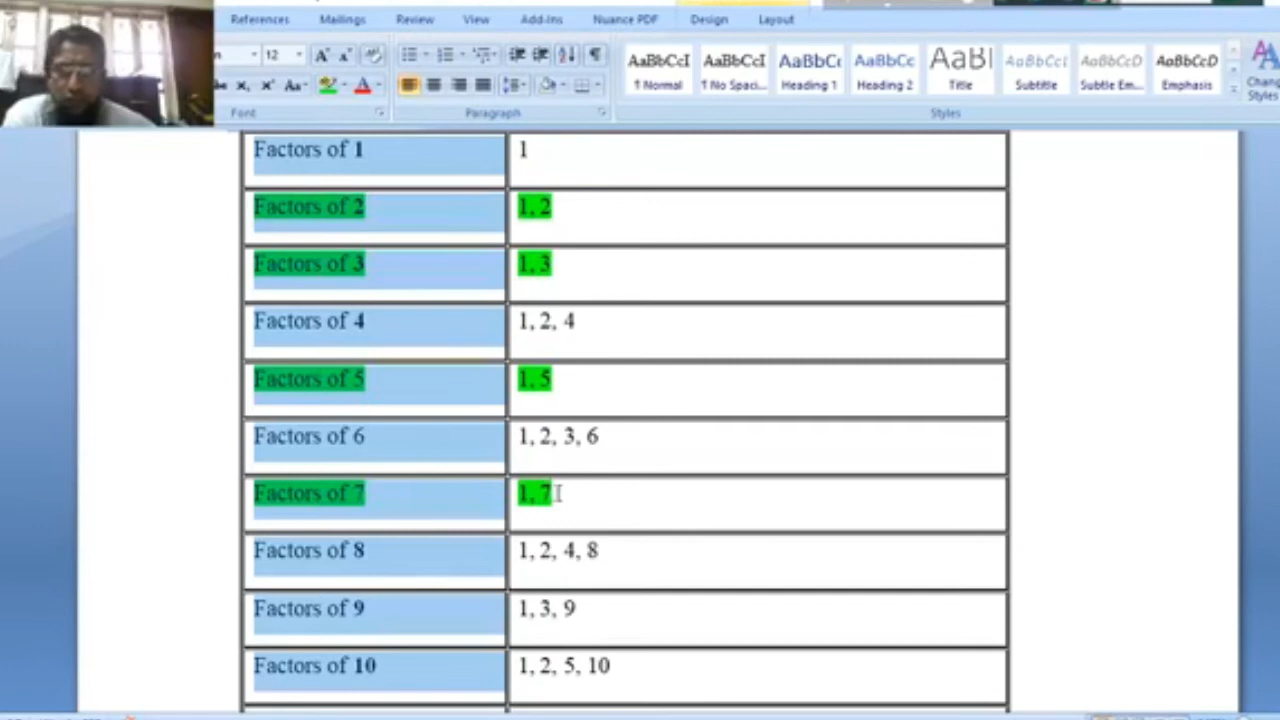 References Mailings Review View Add-Ins Nuance PDF Design Layout
12
AaBbCcI AaBbCcI AaBbC AaBbCc AaBl AaBbCcI AaBbCcD AaBbCcD
¶ Normal ¶ No Spaci... Heading 1 Heading 2 Title Subtitle Subtle Em... Emphasis
Styles
Font Paragraph Styles
Factors of 1 1
Factors of 2 1, 2
Factors of 3 1, 3
Factors of 4 1, 2, 4
Factors of 5 1, 5
Factors of 6 1, 2, 3, 6
Factors of 7 1, 7
Factors of 8 1, 2, 4, 8
Factors of 9 1, 3, 9
Factors of 10 1, 2, 5, 10